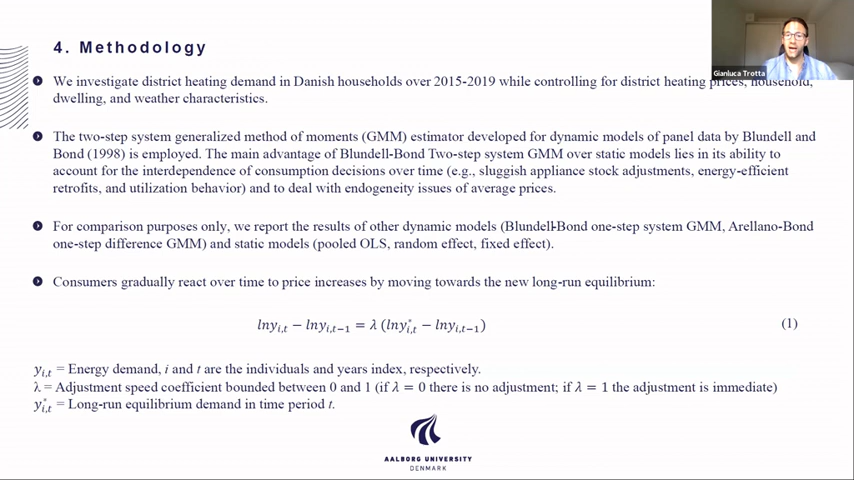 4. Methodology
Gianluca Trotta
We investigate district heating demand in Danish households over 2015-2019 while controlling for district heating prices, household,
dwelling, and weather characteristics.
The two-step system generalized method of moments (GMM) estimator developed for dynamic models of panel data by Blundell and
Bond (1998) is employed. The main advantage of Blundell-Bond Two-step system GMM over static models lies in its ability to
account for the interdependence of consumption decisions over time (e.g., sluggish appliance stock adjustments, energy-efficient
retrofits, and utilization behavior) and to deal with endogeneity issues of average prices.
For comparison purposes only, we report the results of other dynamic models (Blundell-Bond one-step system GMM, Arellano-Bond
one-step difference GMM) and static models (pooled OLS, random effect, fixed effect).
Consumers gradually react over time to price increases by moving towards the new long-run equilibrium:
lny_{i,t} − lny_{i,t−1} = λ (lny*_{i,t} − lny_{i,t−1}) (1)
y_{i,t} = Energy demand, i and t are the individuals and years index, respectively.
λ = Adjustment speed coefficient bounded between 0 and 1 (if λ = 0 there is no adjustment; if λ = 1 the adjustment is immediate)
y*_{i,t} = Long-run equilibrium demand in time period t.
AALBORG UNIVERSITY
DENMARK